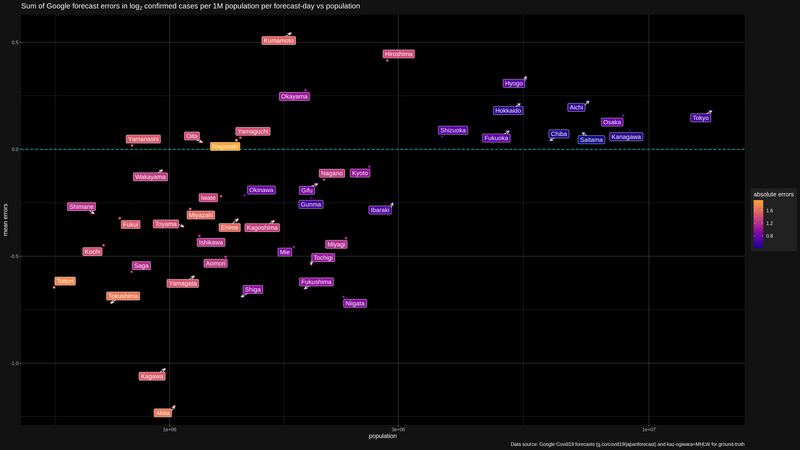 Sum of Google forecast errors in log2 confirmed cases per 1M population per forecast-day vs population
0.5
Kumamoto
Hiroshima
Hyogo
Okayama
Aichi
Hokkaido
Tokyo
Osaka
Shizuoka
Yamaguchi
Oita
Yamanashi
Fukuoka
Chiba
Saitama
Kanagawa
Nagasaki
0.0
Wakayama
Nagano
Kyoto
Okinawa
Gifu
Iwate
Gunma
Shimane
Ibaraki
Miyazaki
Fukui
Toyama
Ehime
Kagoshima
Ishikawa
Miyagi
Kochi
Mie
-0.5
Tochigi
Saga
Aomori
Tottori
Yamagata
Fukushima
Shiga
Tokushima
Niigata
-1.0
Kagawa
Akita
mean errors
1e+06
3e+06
1e+07
population
absolute errors
1.6
1.2
0.8
Data source: Google Covid19 forecasts (g.co/covid19/japanforecast) and kaz-ogiwara+MHLW for ground-truth